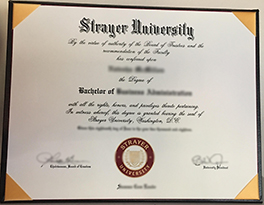 Strayer University
By the virtue of authority of the Board of Trustees and the
recommendation of the Faculty
has conferred upon
the Degree of
Bachelor of Business Administration
with all the rights, honors, and privileges thereto pertaining.
In witness whereof, this degree is granted bearing the seal of
Strayer University, Washington, D.C.
STRAYER
UNIVERSITY